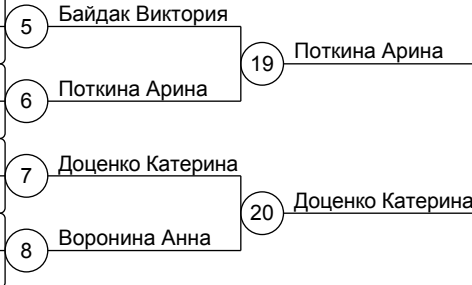 5 Байдак Виктория
19 Поткина Арина
6 Поткина Арина
7 Доценко Катерина
20 Доценко Катерина
8 Воронина Анна